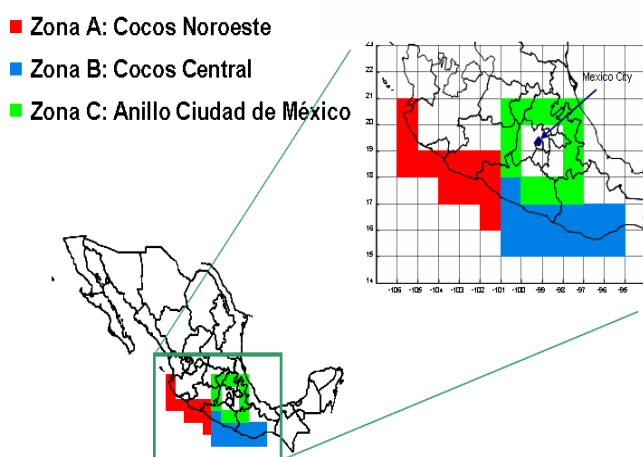 Zona A: Cocos Noroeste
Zona B: Cocos Central
Zona C: Anillo Ciudad de México
Mexico City
23
22
21
20
19
18
17
16
15
14
-106 -105 -104 -103 -102 -101 -100 -99 -98 -97 -96 -95